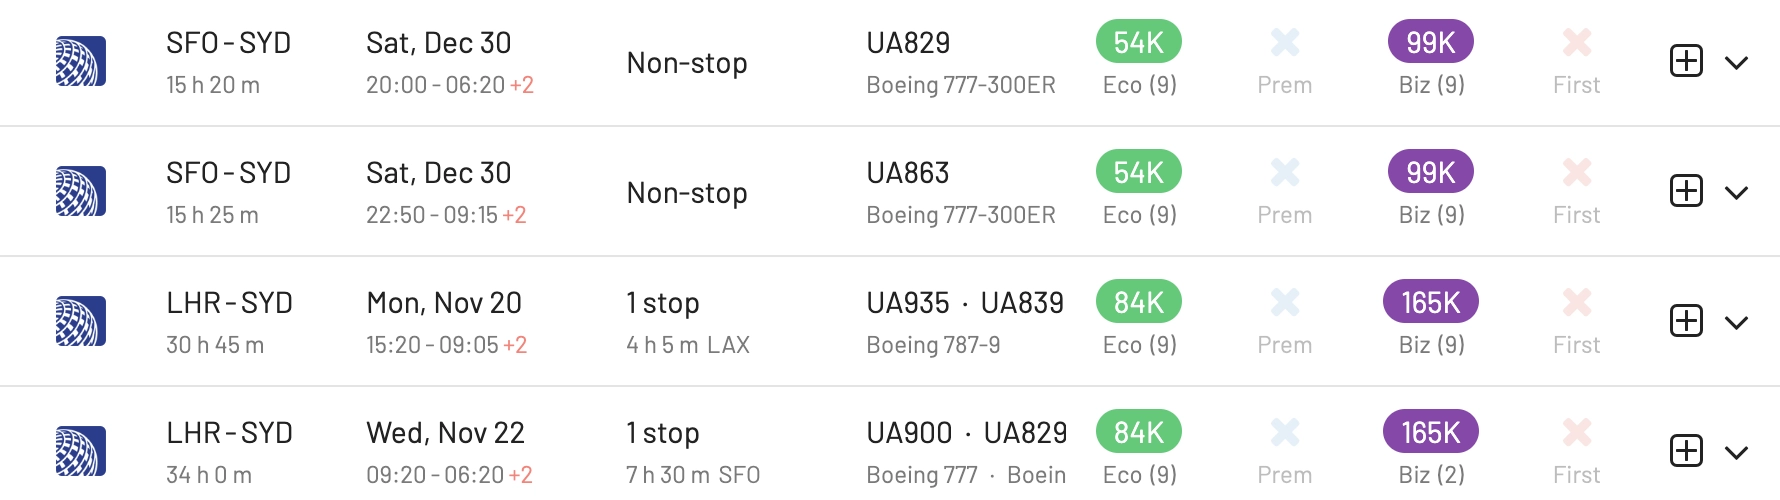 SFO - SYD Sat, Dec 30 Non-stop UA829 54K 99K
15 h 20 m 20:00 - 06:20 +2 Boeing 777-300ER Eco (9) Prem Biz (9) First
SFO - SYD Sat, Dec 30 Non-stop UA863 54K 99K
15 h 25 m 22:50 - 09:15 +2 Boeing 777-300ER Eco (9) Prem Biz (9) First
LHR - SYD Mon, Nov 20 1 stop UA935 · UA839 84K 165K
30 h 45 m 15:20 - 09:05 +2 4 h 5 m LAX Boeing 787-9 Eco (9) Prem Biz (9) First
LHR - SYD Wed, Nov 22 1 stop UA900 · UA829 84K 165K
34 h 0 m 09:20 - 06:20 +2 7 h 30 m SFO Boeing 777 · Boein Eco (9) Prem Biz (2) First